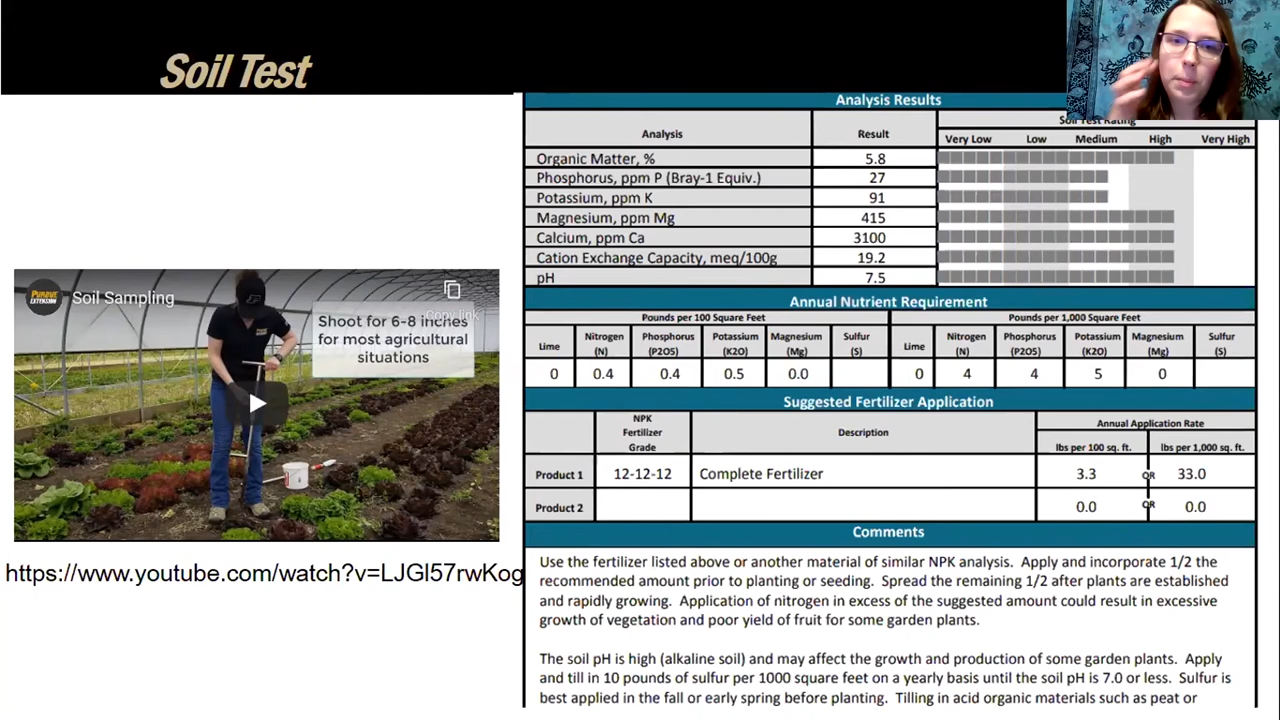 Soil Test
Analysis Results
Analysis Result Soil Test Rating
Very Low Low Medium High Very High
Organic Matter, % 5.8
Phosphorus, ppm P (Bray-1 Equiv.) 27
Potassium, ppm K 91
Magnesium, ppm Mg 415
Calcium, ppm Ca 3100
Cation Exchange Capacity, meq/100g 19.2
pH 7.5
Annual Nutrient Requirement
Pounds per 100 Square Feet Pounds per 1,000 Square Feet
Lime Nitrogen (N) Phosphorus (P2O5) Potassium (K2O) Magnesium (Mg) Sulfur (S) Lime Nitrogen (N) Phosphorus (P2O5) Potassium (K2O) Magnesium (Mg) Sulfur (S)
0 0.4 0.4 0.5 0.0 0 4 4 5 0
Suggested Fertilizer Application
NPK Fertilizer Grade Description Annual Application Rate
lbs per 100 sq. ft. lbs per 1,000 sq. ft.
Product 1 12-12-12 Complete Fertilizer 3.3 OR 33.0
Product 2 0.0 OR 0.0
Comments
Use the fertilizer listed above or another material of similar NPK analysis. Apply and incorporate 1/2 the
recommended amount prior to planting or seeding. Spread the remaining 1/2 after plants are established
and rapidly growing. Application of nitrogen in excess of the suggested amount could result in excessive
growth of vegetation and poor yield of fruit for some garden plants.
The soil pH is high (alkaline soil) and may affect the growth and production of some garden plants. Apply
and till in 10 pounds of sulfur per 1000 square feet on a yearly basis until the soil pH is 7.0 or less. Sulfur is
best applied in the fall or early spring before planting. Tilling in acid organic materials such as peat or
PURDUE
EXTENSION
Soil Sampling
Copy link
Shoot for 6-8 inches
for most agricultural
situations
https://www.youtube.com/watch?v=LJGI57rwKog